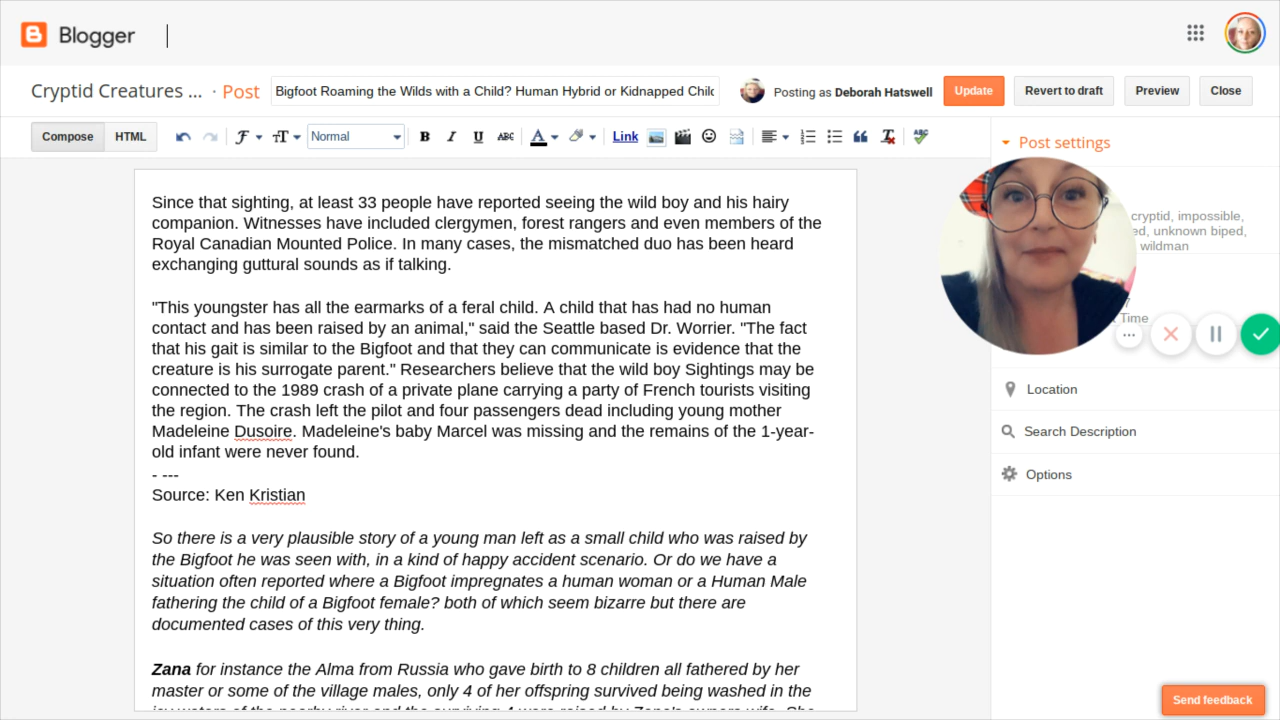 Blogger
Cryptid Creatures ... · Post
Bigfoot Roaming the Wilds with a Child? Human Hybrid or Kidnapped Child
Posting as Deborah Hatswell
Update
Revert to draft
Preview
Close
Compose
HTML
Normal
B I U ABC
A
Link
ABC
Post settings
Since that sighting, at least 33 people have reported seeing the wild boy and his hairy
companion. Witnesses have included clergymen, forest rangers and even members of the
Royal Canadian Mounted Police. In many cases, the mismatched duo has been heard
exchanging guttural sounds as if talking.
"This youngster has all the earmarks of a feral child. A child that has had no human
contact and has been raised by an animal," said the Seattle based Dr. Worrier. "The fact
that his gait is similar to the Bigfoot and that they can communicate is evidence that the
creature is his surrogate parent." Researchers believe that the wild boy Sightings may be
connected to the 1989 crash of a private plane carrying a party of French tourists visiting
the region. The crash left the pilot and four passengers dead including young mother
Madeleine Dusoire. Madeleine's baby Marcel was missing and the remains of the 1-year-
old infant were never found.
- ---
Source: Ken Kristian
So there is a very plausible story of a young man left as a small child who was raised by
the Bigfoot he was seen with, in a kind of happy accident scenario. Or do we have a
situation often reported where a Bigfoot impregnates a human woman or a Human Male
fathering the child of a Bigfoot female? both of which seem bizarre but there are
documented cases of this very thing.
Zana for instance the Alma from Russia who gave birth to 8 children all fathered by her
master or some of the village males, only 4 of her offspring survived being washed in the
cryptid, impossible,
unknown biped,
wildman
Time
Location
Search Description
Options
Send feedback